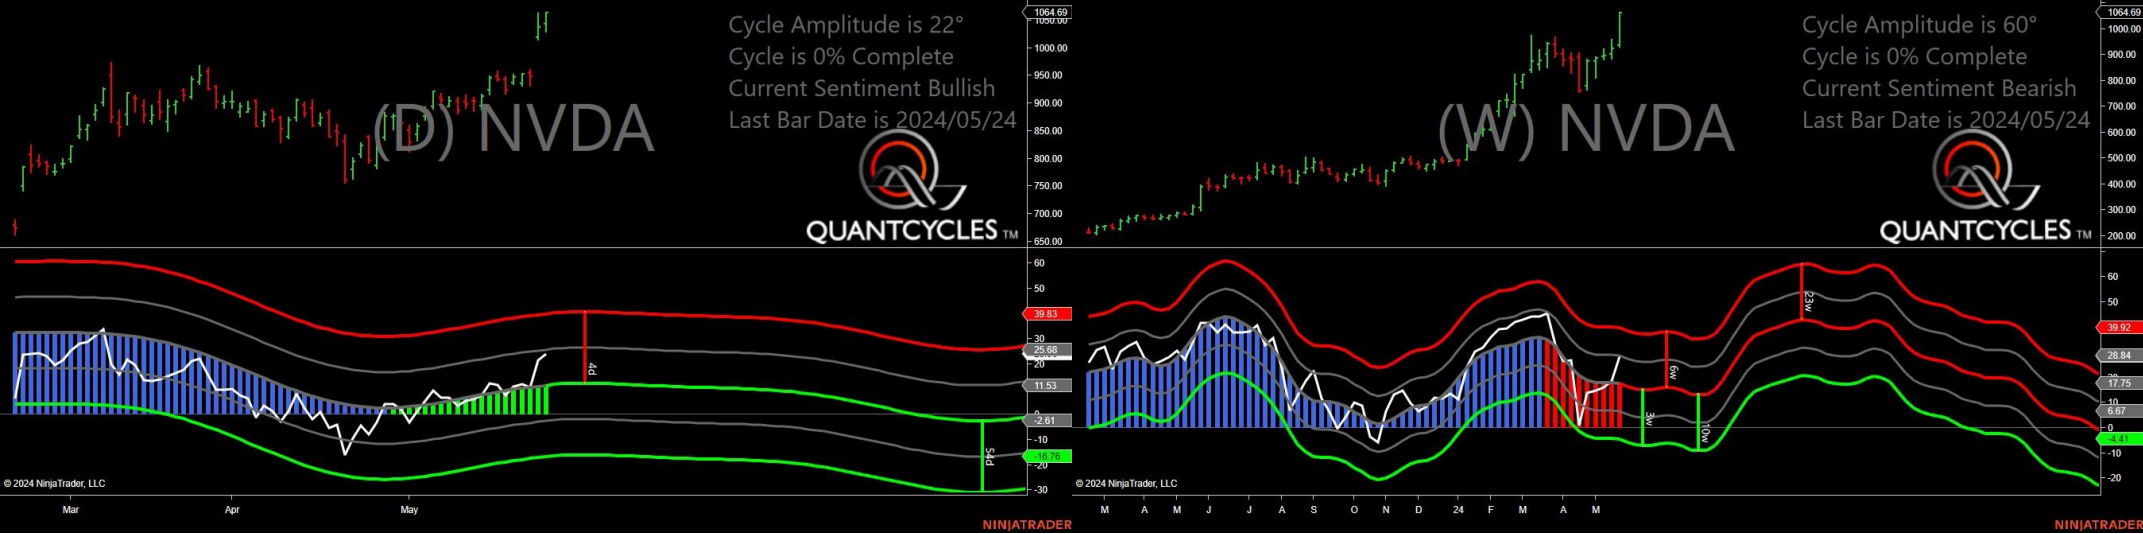 Cycle Amplitude is 22°
Cycle is 0% Complete
Current Sentiment Bullish
Last Bar Date is 2024/05/24
(D) NVDA
QUANTCYCLES TM
1064.69
1050.00
1000.00
950.00
900.00
850.00
800.00
750.00
700.00
650.00
60
50
39.83
30
25.68
20
11.53
0
-2.61
-10
-16.76
-20
-30
4d
54d
© 2024 NinjaTrader, LLC
Mar
Apr
May
NINJATRADER
Cycle Amplitude is 60°
Cycle is 0% Complete
Current Sentiment Bearish
Last Bar Date is 2024/05/24
(W) NVDA
QUANTCYCLES TM
1064.69
1000.00
900.00
800.00
700.00
600.00
500.00
400.00
300.00
200.00
60
50
39.92
28.84
20
17.75
10
6.67
0
-4.41
-10
-20
23w
6w
3w
10w
© 2024 NinjaTrader, LLC
M A M J J A S O N D 24 F M A M
NINJATRADER